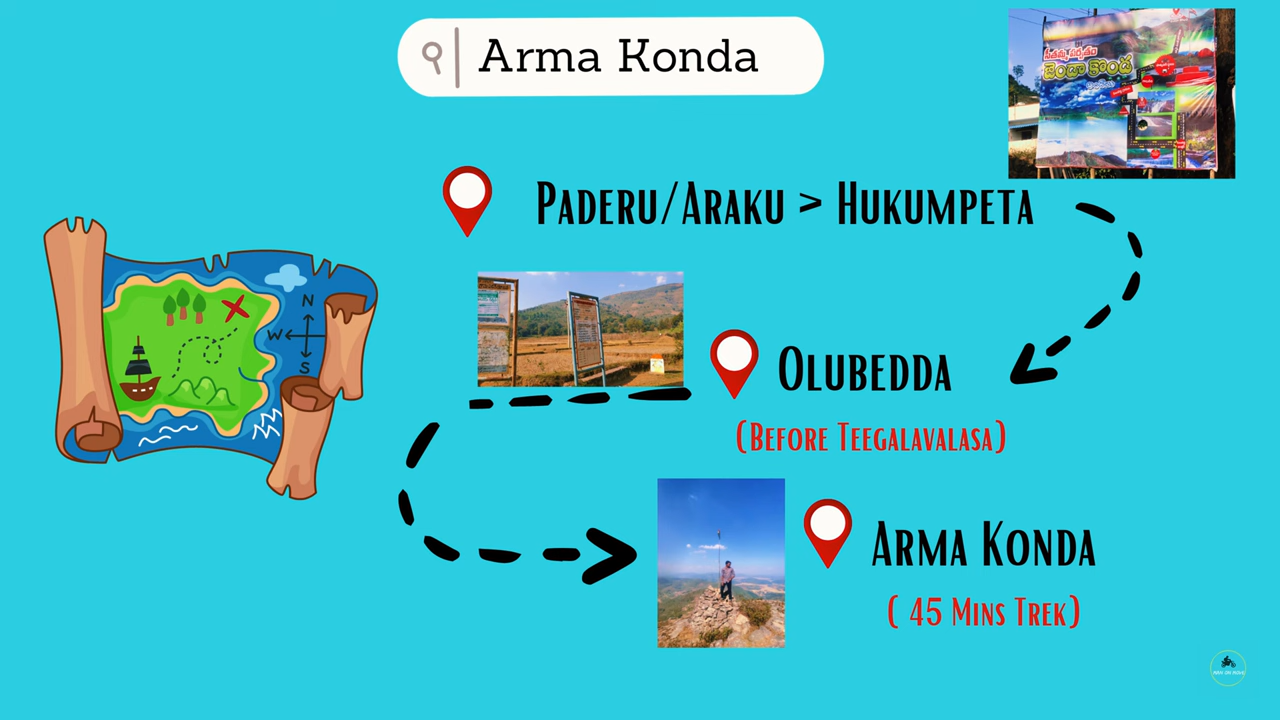 Arma Konda
బెండా కొండ
PADERU/ARAKU > HUKUMPETA
OLUBEDDA
(BEFORE TEEGALAVALASA)
ARMA KONDA
( 45 MINS TREK)
N
W
S